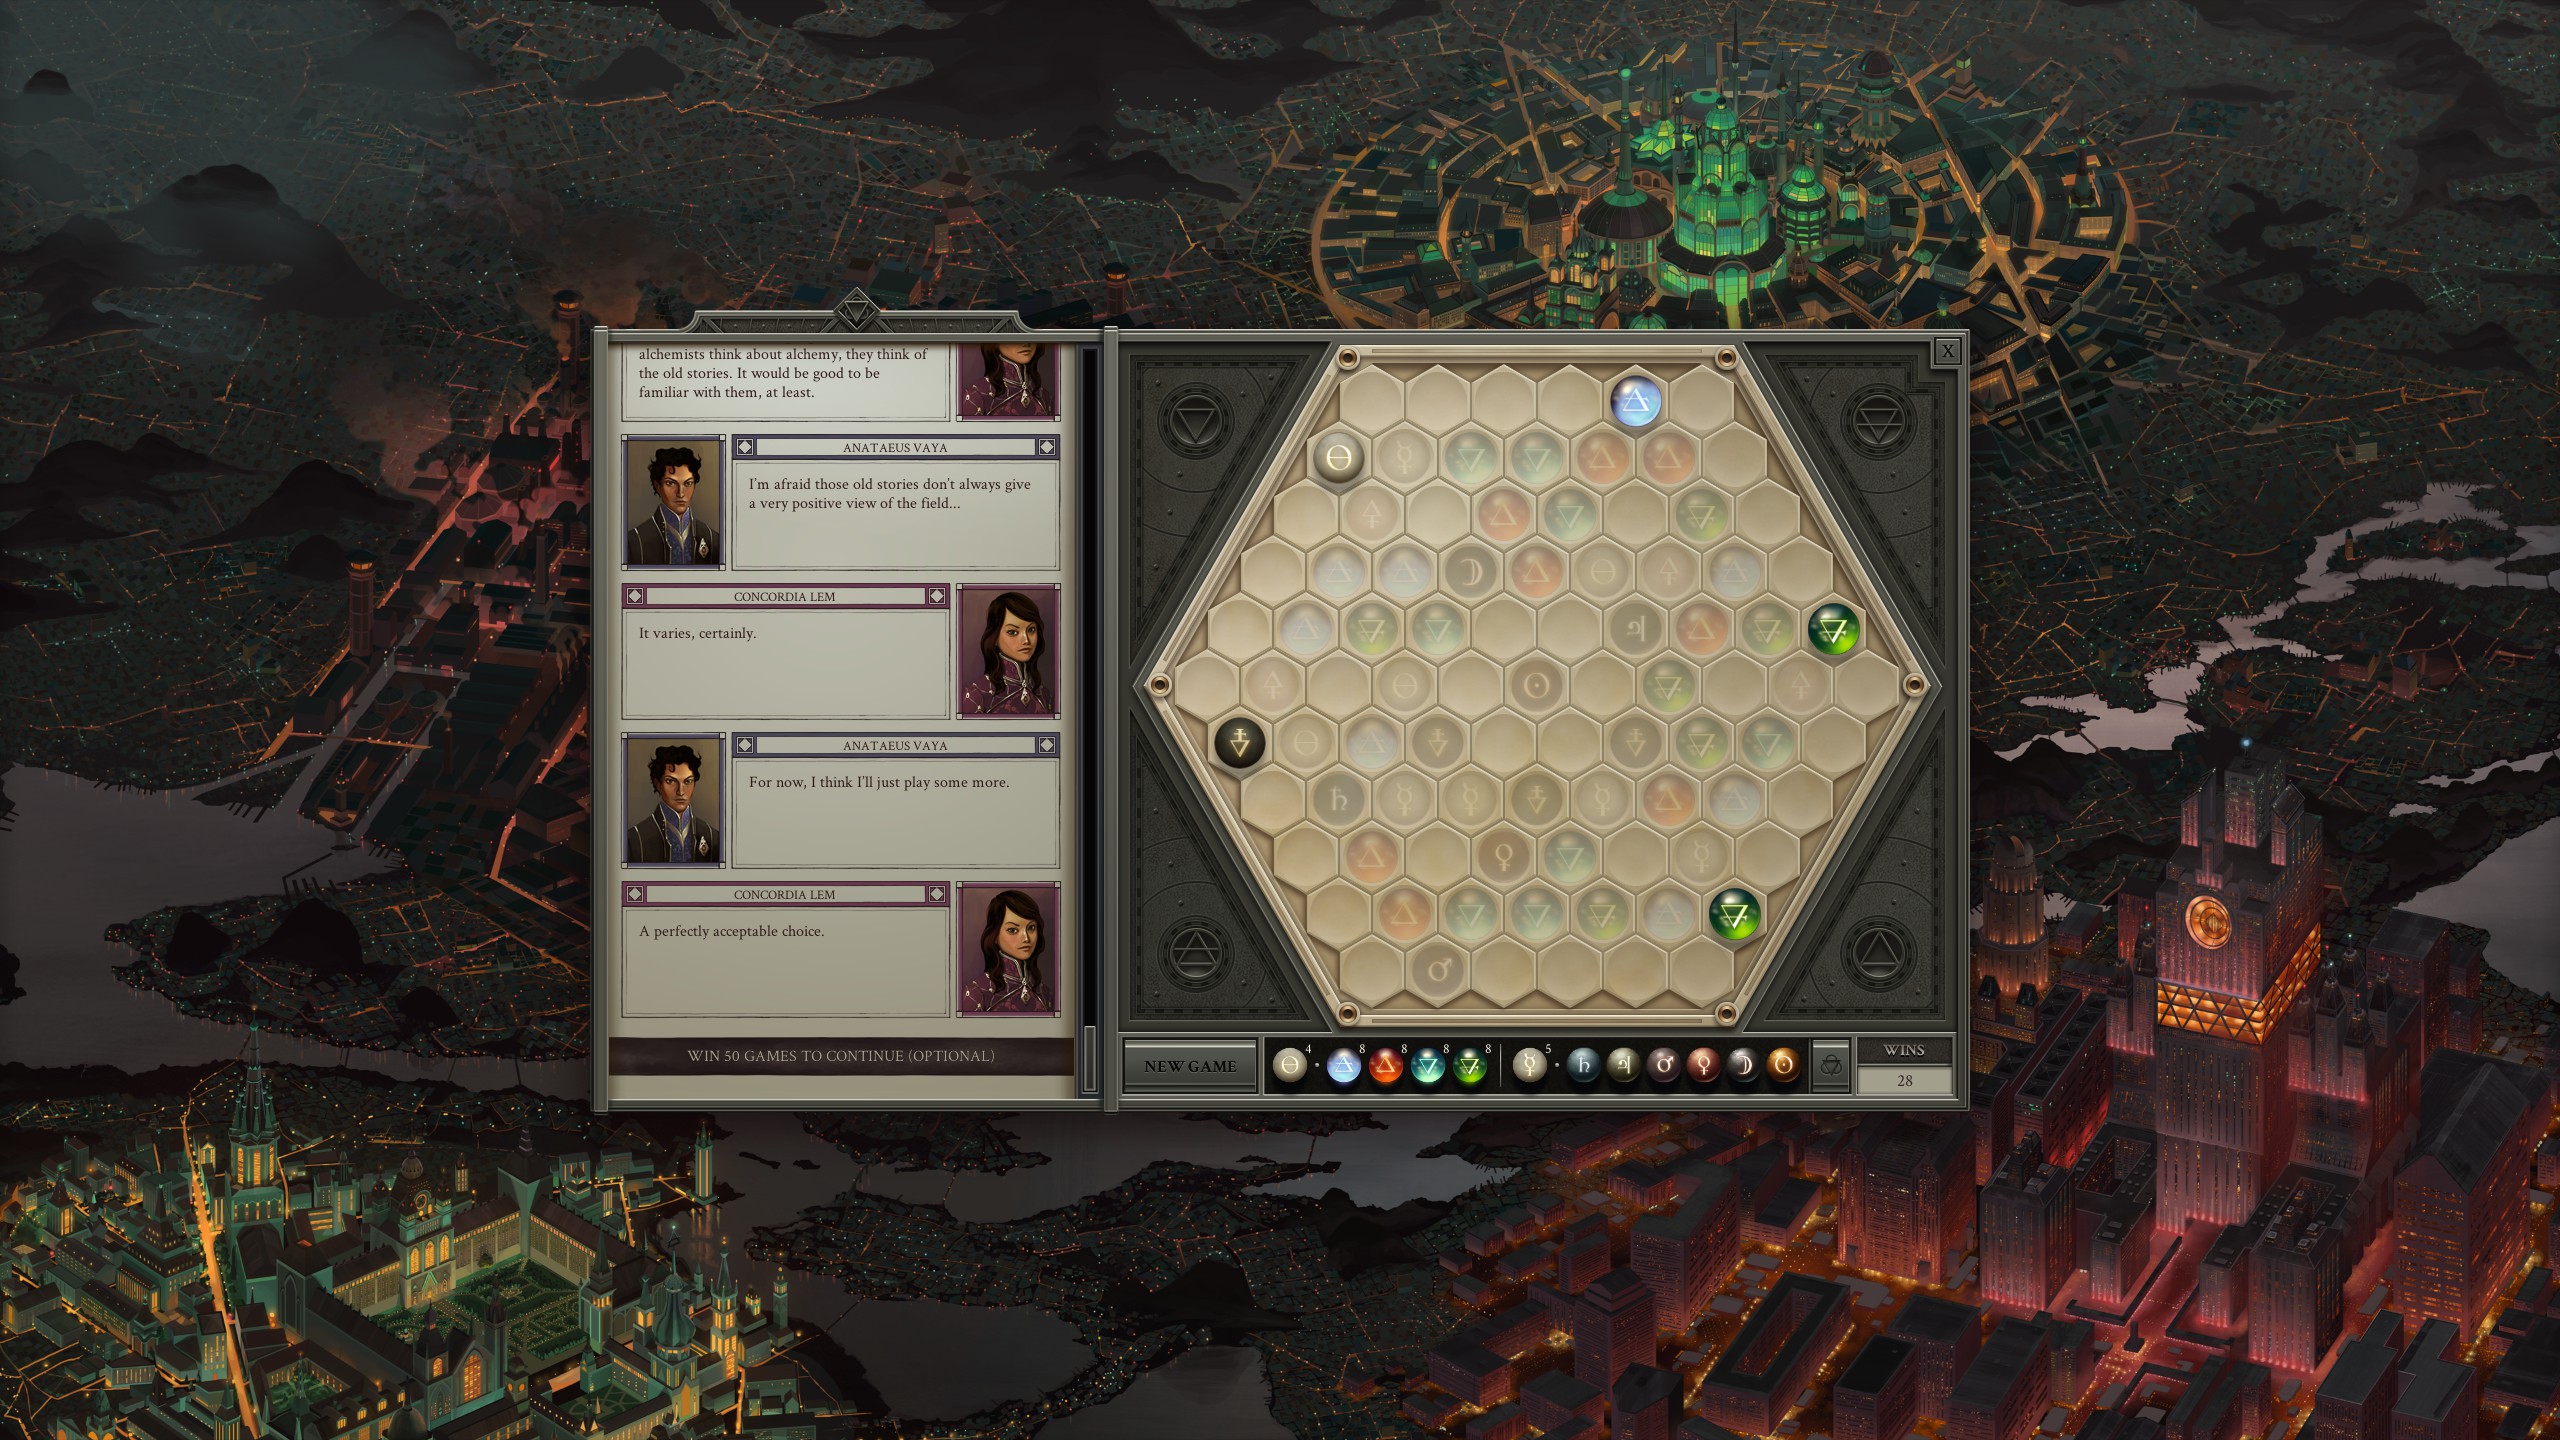 alchemists think about alchemy, they think of
the old stories. It would be good to be
familiar with them, at least.
ANATAEUS VAYA
I'm afraid those old stories don't always give
a very positive view of the field...
CONCORDIA LEM
It varies, certainly.
ANATAEUS VAYA
For now, I think I'll just play some more.
CONCORDIA LEM
A perfectly acceptable choice.
WIN 50 GAMES TO CONTINUE (OPTIONAL)
X
NEW GAME
4 8 8 8 8 5
WINS
28